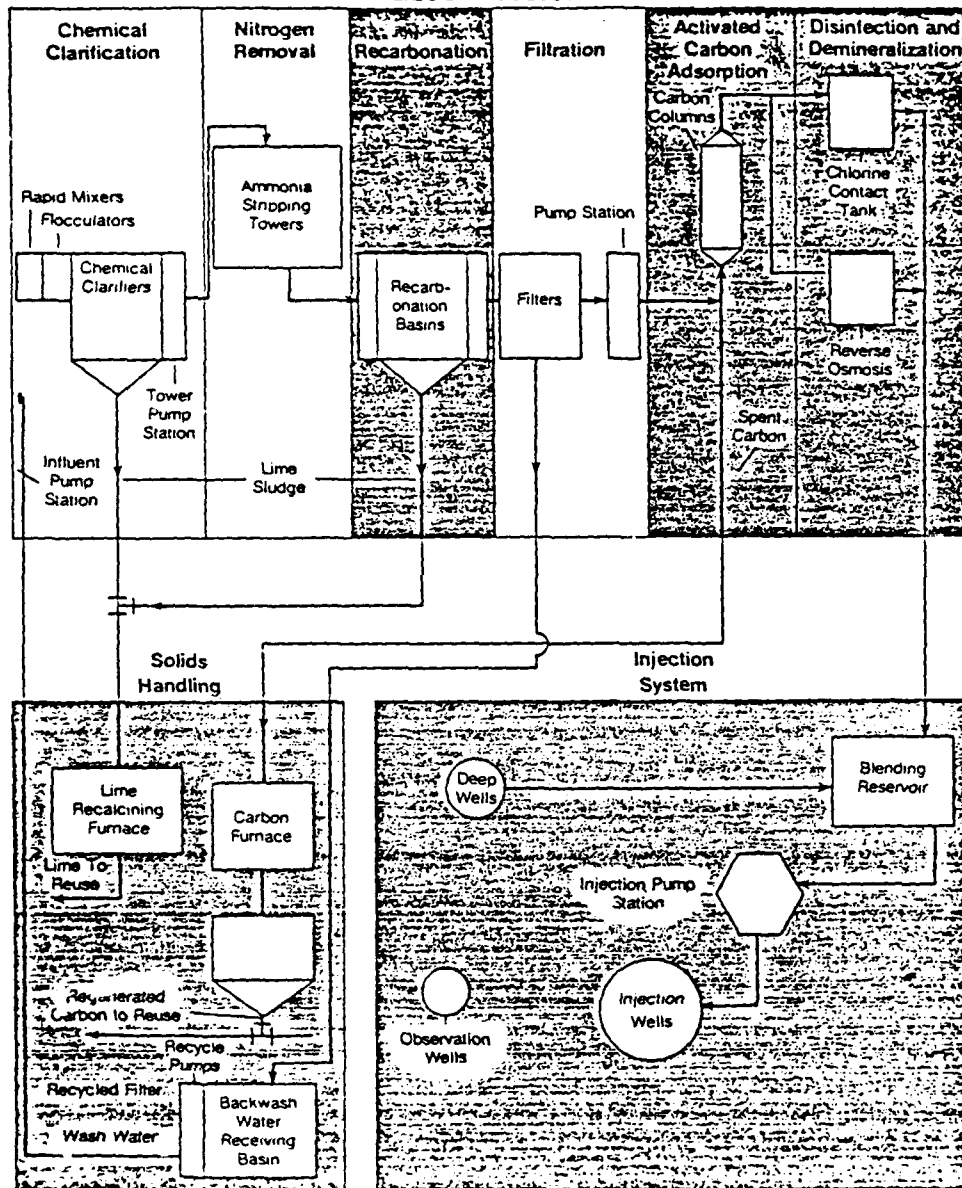 Chemical
Clarification
Nitrogen
Removal
Recarbonation
Filtration
Activated
Carbon
Adsorption
Disinfection and
Demineralization
Carbon
Columns
Rapid Mixers
Flocculators
Chemical
Clarifiers
Ammonia
Stripping
Towers
Recarb-
onation
Basins
Filters
Pump Station
Chlorine
Contact
Tank
Reverse
Osmosis
Tower
Pump
Station
Influent
Pump
Station
Lime
Sludge
Spent
Carbon
Solids
Handling
Injection
System
Lime
Recalcining
Furnace
Carbon
Furnace
Lime To
Reuse
Regenerated
Carbon to Reuse
Recycle
Pumps
Recycled Filter
Wash Water
Backwash
Water
Receiving
Basin
Deep
Wells
Blending
Reservoir
Injection Pump
Station
Injection
Wells
Observation
Wells